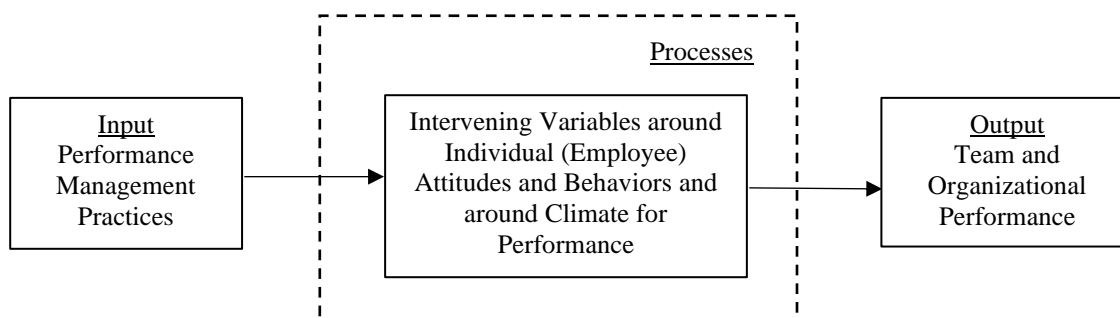 Processes
Input
Performance
Management
Practices
Intervening Variables around
Individual (Employee)
Attitudes and Behaviors and
around Climate for
Performance
Output
Team and
Organizational
Performance